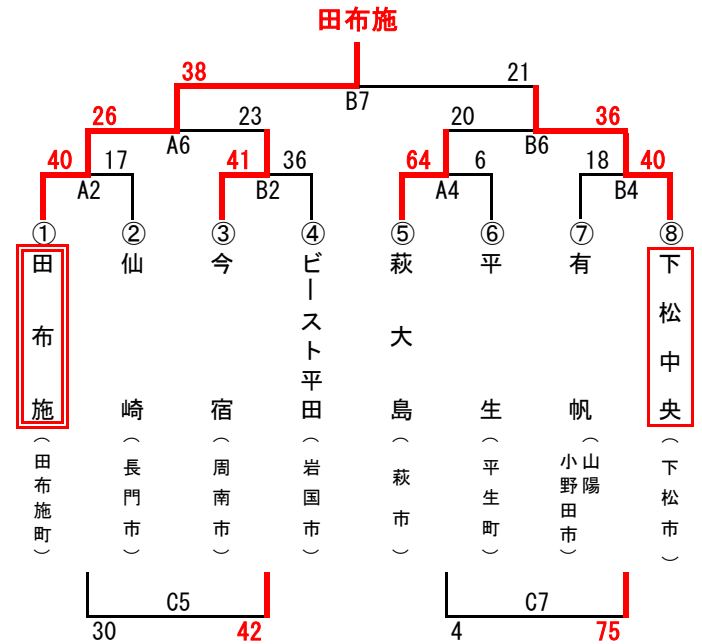 田布施
38
21
B7
26
23
20
36
A6
B6
40
17
41
36
64
6
18
40
A2
B2
A4
B4
①
②
③
④
⑤
⑥
⑦
⑧
田布施
仙崎
今宿
ビースト平田
萩大島
平生
有帆
下松中央
(田布施町)
(長門市)
(周南市)
(岩国市)
(萩市)
(平生町)
(山陽
小野田市)
(下松市)
C5
C7
30
42
4
75